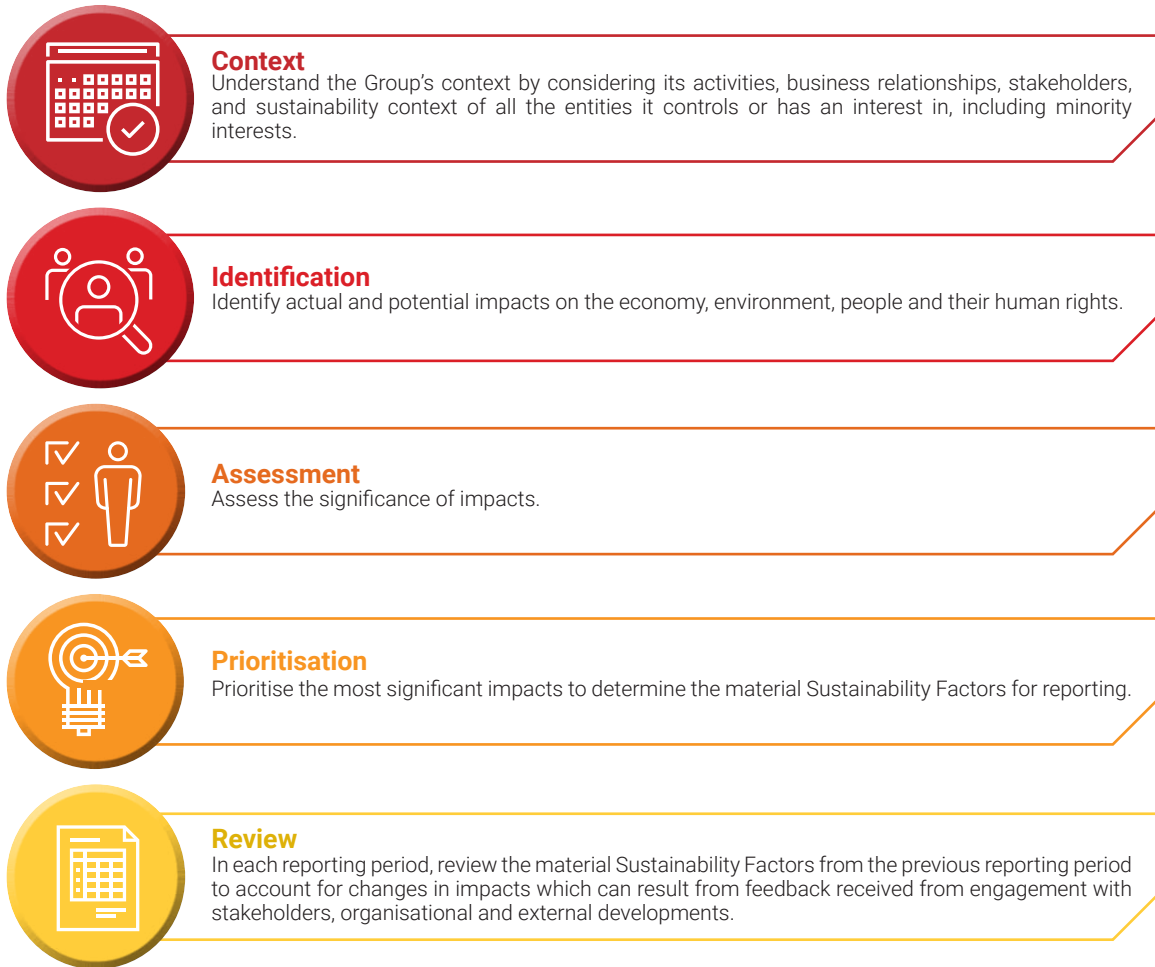 Context
Understand the Group's context by considering its activities, business relationships, stakeholders,
and sustainability context of all the entities it controls or has an interest in, including minority
interests.
Identification
Identify actual and potential impacts on the economy, environment, people and their human rights.
Assessment
Assess the significance of impacts.
Prioritisation
Prioritise the most significant impacts to determine the material Sustainability Factors for reporting.
Review
In each reporting period, review the material Sustainability Factors from the previous reporting period
to account for changes in impacts which can result from feedback received from engagement with
stakeholders, organisational and external developments.